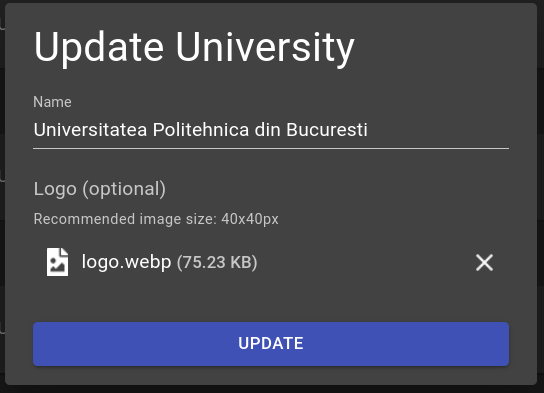 Update University
Name
Universitatea Politehnica din Bucuresti
Logo (optional)
Recommended image size: 40x40px
logo.webp (75.23 KB)
UPDATE